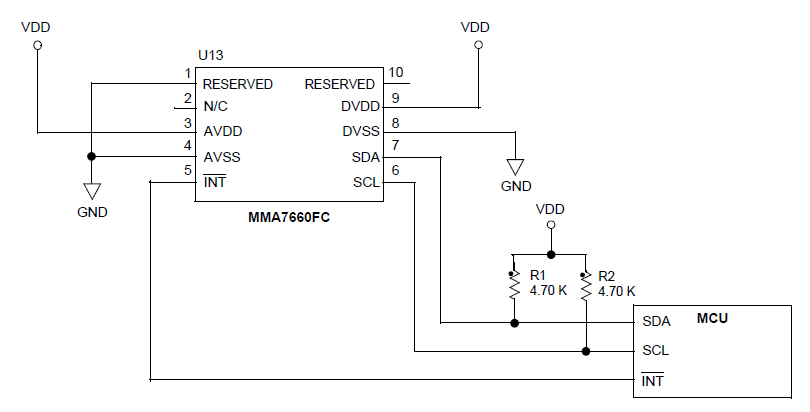 VDD
VDD
U13
1 RESERVED RESERVED 10
2 N/C DVDD 9
3 AVDD DVSS 8
4 AVSS SDA 7
5 INT SCL 6
GND
MMA7660FC
GND
VDD
R1
4.70 K
R2
4.70 K
MCU
SDA
SCL
INT